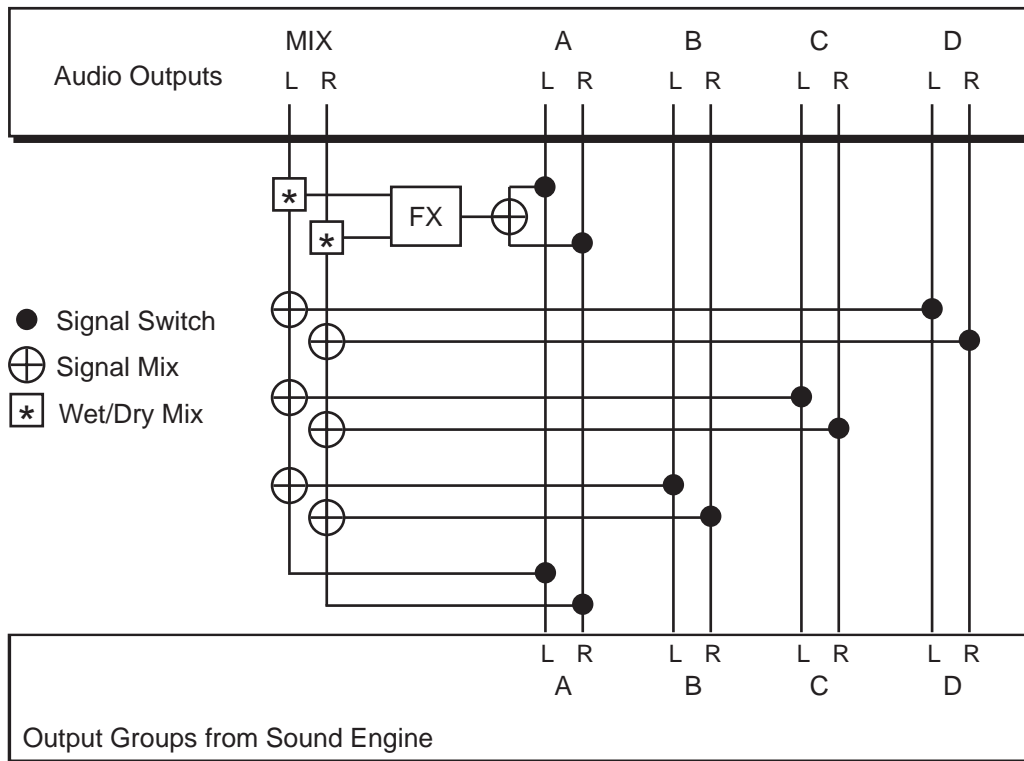 MIX A B C D
Audio Outputs
L R L R L R L R L R
* FX
*
Signal Switch
Signal Mix
* Wet/Dry Mix
L R L R L R L R
A B C D
Output Groups from Sound Engine